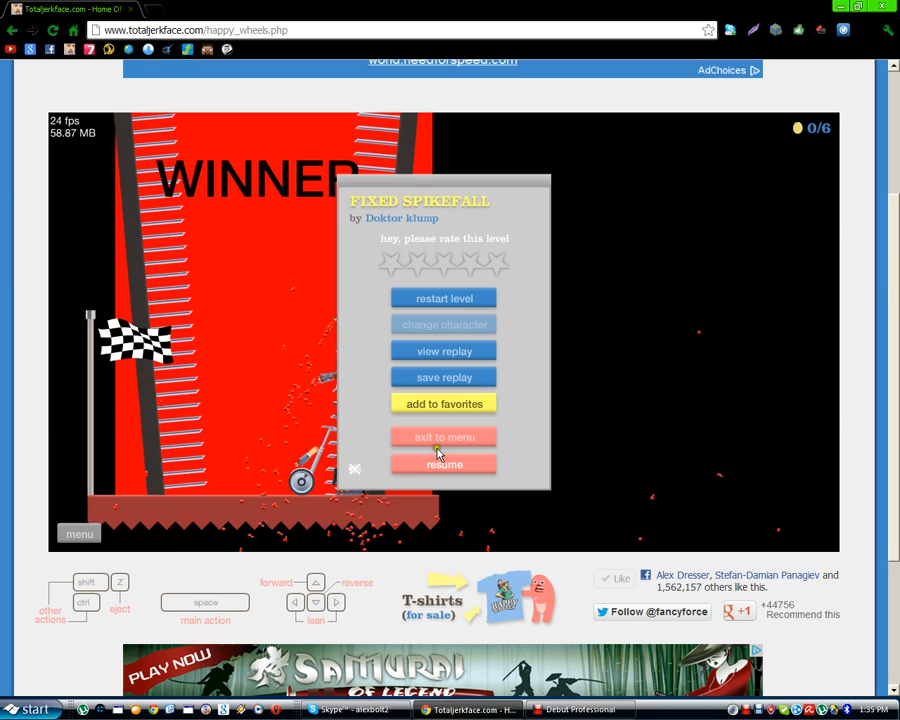 Totaljerkface.com - Home Of
www.totaljerkface.com/happy_wheels.php
world.needforspeed.com
AdChoices
24 fps
58.87 MB
0/6
WINNER
FIXED SPIKEFALL
by Doktor klump
hey, please rate this level
restart level
change character
view replay
save replay
add to favorites
exit to menu
resume
menu
shift
Z
ctrl
other
actions
eject
space
main action
forward
reverse
lean
T-shirts
(for sale)
HAPPY
Like
Alex Dresser, Stefan-Damian Panagiev and
1,562,157 others like this.
Follow @fancyforce
g +1
+44756
Recommend this
PLAY NOW
SAMURAI
OF LEGEND
start
Skype™ - alexbolt2
Totaljerkface.com - H...
Debut Professional
1:35 PM